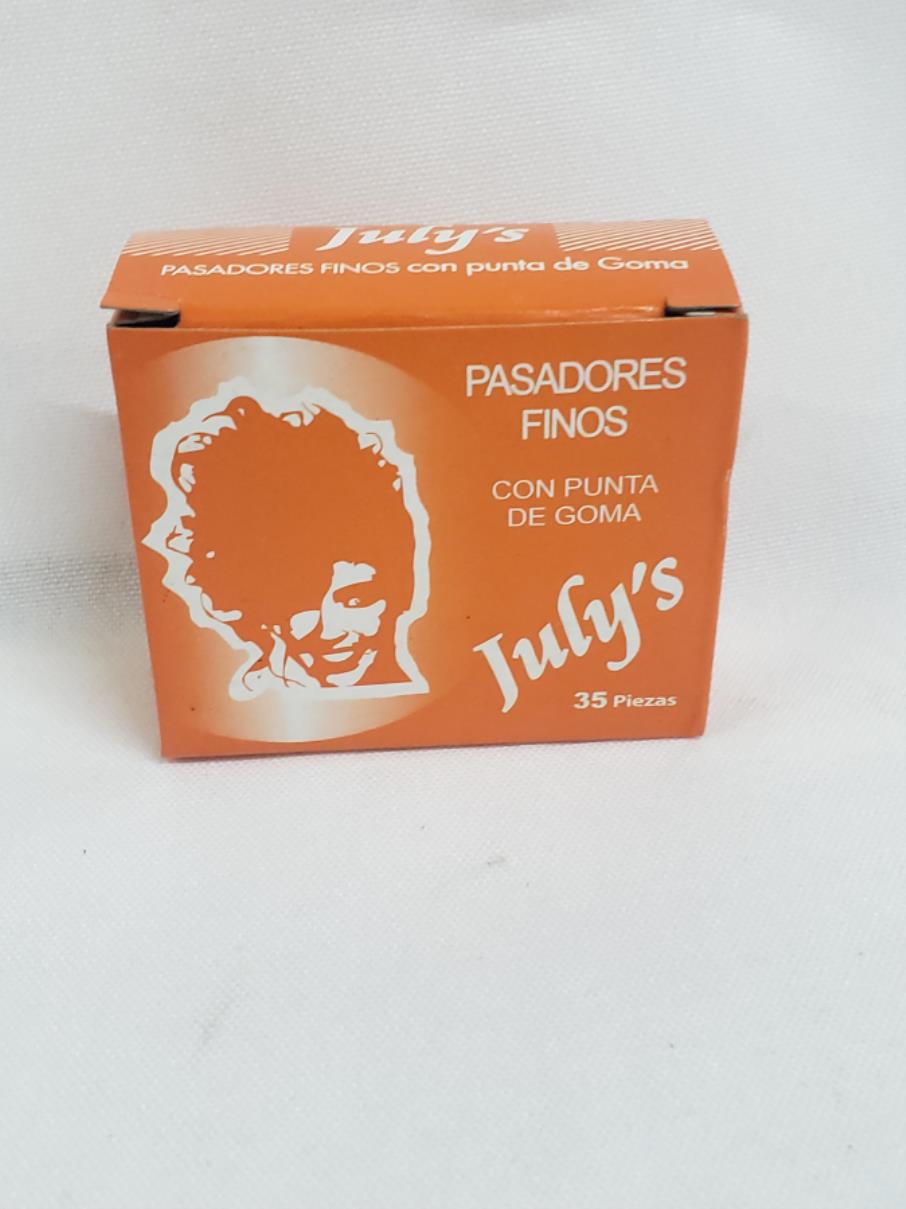 July's
PASADORES FINOS con punta de Goma
PASADORES
FINOS
CON PUNTA
DE GOMA
July's
35 Piezas